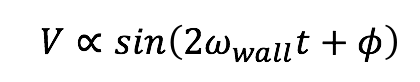 V ∝ sin(2ω_wall t + ϕ)